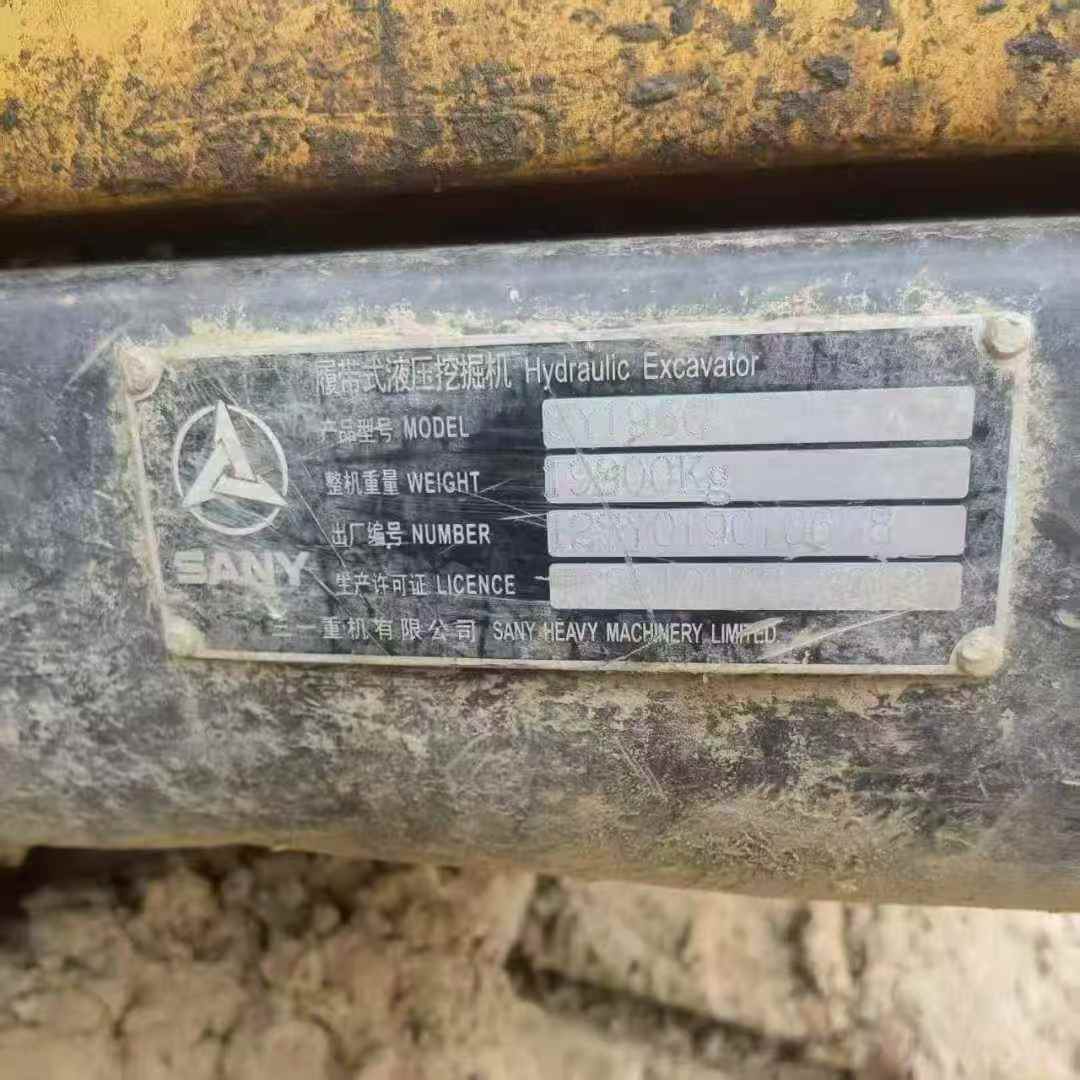 履带式液压挖掘机 Hydraulic Excavator
产品型号 MODEL
整机重量 WEIGHT 19900Kg
出厂编号 NUMBER
生产许可证 LICENCE
SANY
三一重机有限公司 SANY HEAVY MACHINERY LIMITED